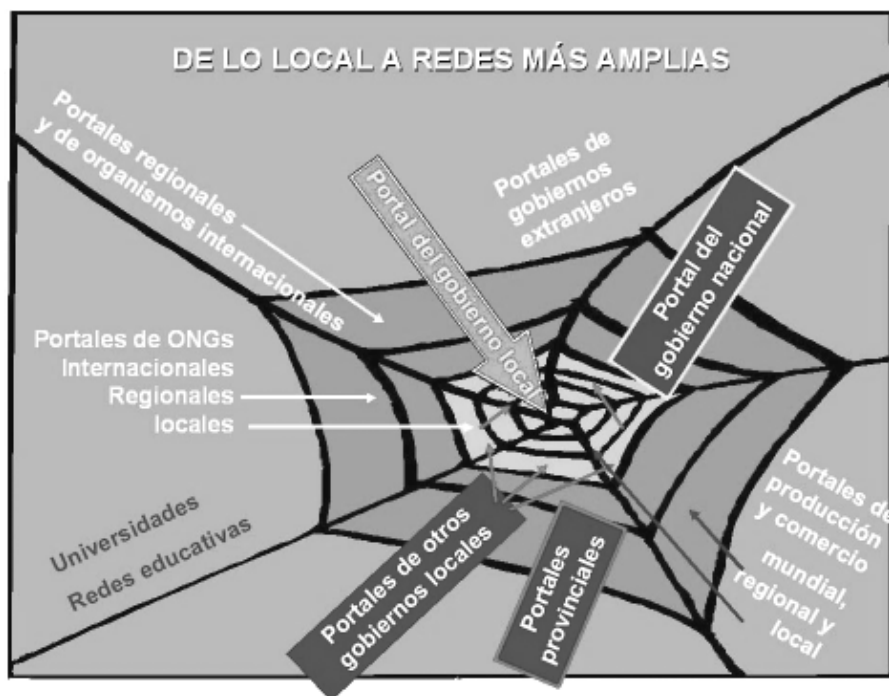 DE LO LOCAL A REDES MÁS AMPLIAS
Portales regionales
y de organismos internacionales
Portal del gobierno local
Portales de
gobiernos
extranjeros
Portal del
gobierno nacional
Portales de ONGs
Internacionales
Regionales
locales
Universidades
Redes educativas
Portales de otros
gobiernos locales
Portales
provinciales
Portales de
producción
y comercio
mundial,
regional y
local